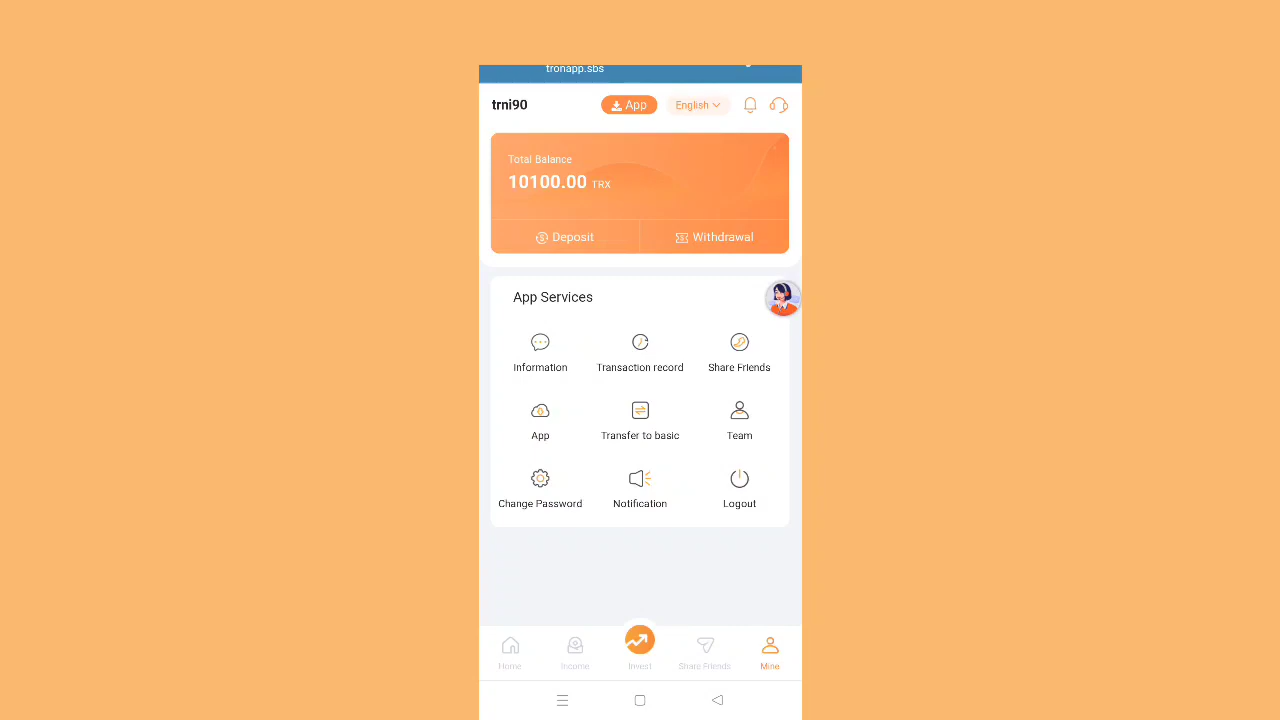 tronapp.sbs
trni90
App
English
Total Balance
10100.00 TRX
Deposit
Withdrawal
App Services
Information
Transaction record
Share Friends
App
Transfer to basic
Team
Change Password
Notification
Logout
Home
Income
Invest
Share Friends
Mine